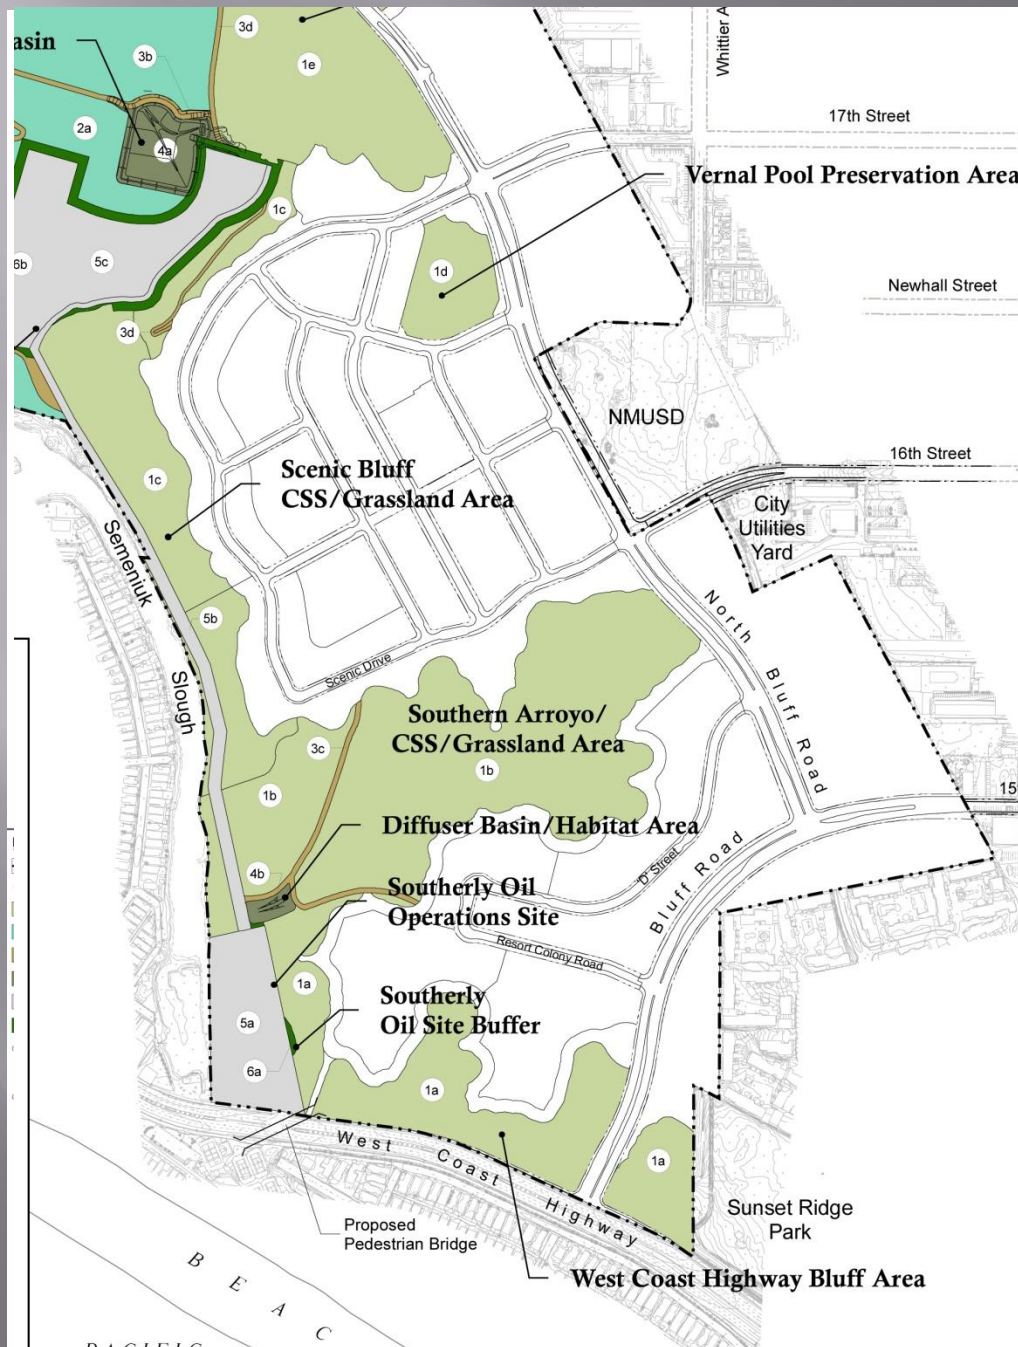 3d
asin
3b
1e
Whittier A
17th Street
2a
4a
Vernal Pool Preservation Area
1c
6b
5c
1d
Newhall Street
3d
NMUSD
16th Street
Scenic Bluff
CSS/Grassland Area
1c
City
Utilities
Yard
Semeniuk
Slough
5b
North Bluff Road
Scenic Drive
Southern Arroyo/
CSS/Grassland Area
3c
1b
1b
15
Diffuser Basin/Habitat Area
4b
D' Street
Bluff Road
Southerly Oil
Operations Site
Resort Colony Road
1a
Southerly
Oil Site Buffer
5a
6a
1a
West Coast Highway
1a
Sunset Ridge
Park
Proposed
Pedestrian Bridge
West Coast Highway Bluff Area
BEAC
PACIFIC